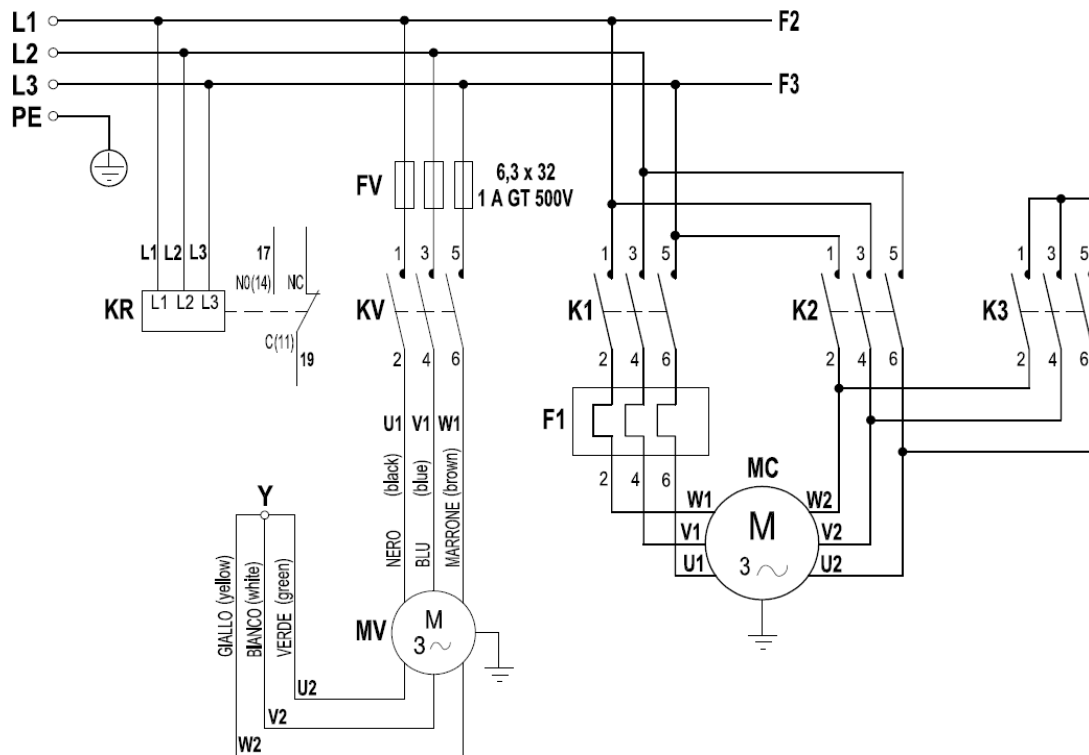 L1 F2
L2
L3 F3
PE
FV 6,3 x 32
1 A GT 500V
L1 L2 L3 17
N0(14) NC
1 3 5 1 3 5 1 3 5 1 3 5
KR L1 L2 L3 KV K1 K2 K3
C(11) 19
2 4 6 2 4 6 2 4 6 2 4 6
F1
U1 V1 W1
NERO (black)
BLU (blue)
MARRONE (brown)
2 4 6
MC
W1 W2
V1 M V2
U1 3 U2
Y
GIALLO (yellow)
BIANCO (white)
VERDE (green)
MV M
3
U2
V2
W2